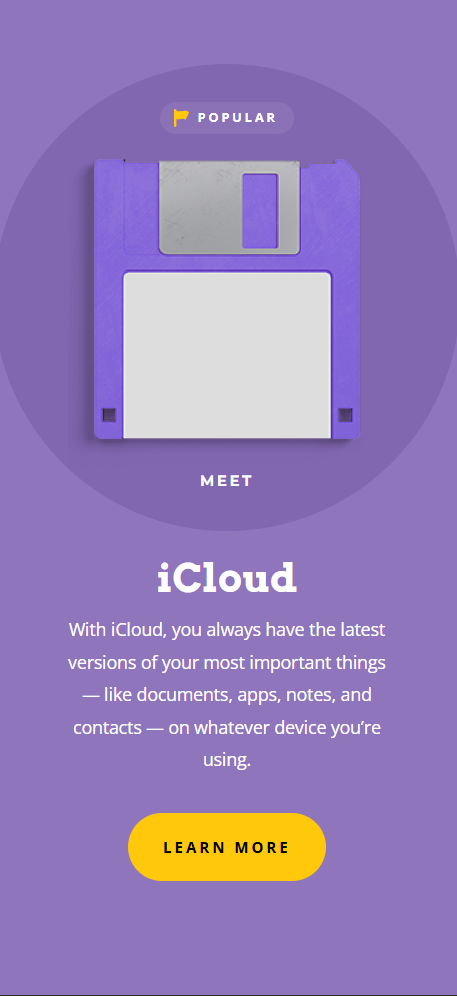 POPULAR
MEET
iCloud
With iCloud, you always have the latest
versions of your most important things
— like documents, apps, notes, and
contacts — on whatever device you’re
using.
LEARN MORE